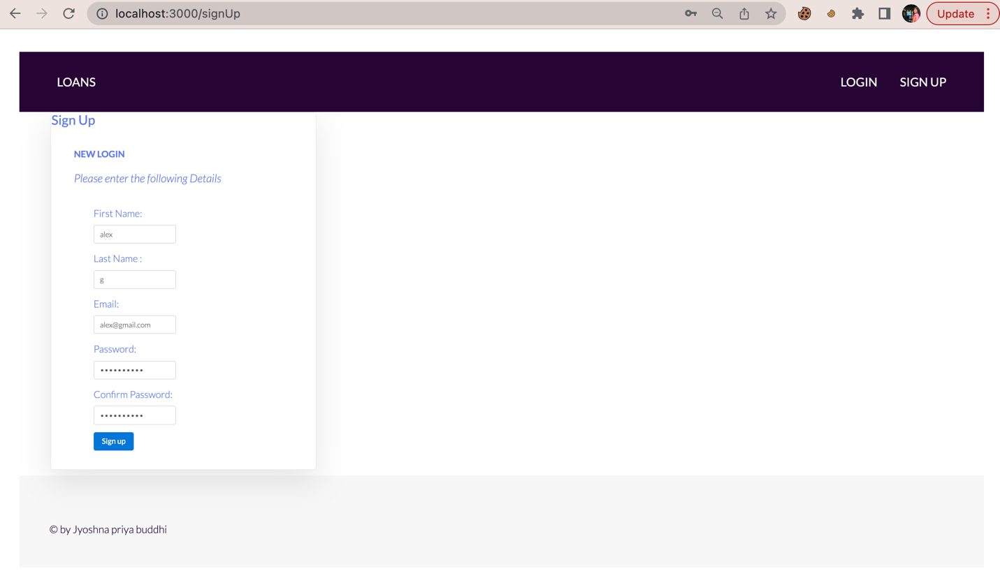 localhost:3000/signUp
Update
LOANS
LOGIN SIGN UP
Sign Up
NEW LOGIN
Please enter the following Details
First Name:
alex
Last Name :
g
Email:
alex@gmail.com
Password:
••••••••••
Confirm Password:
••••••••••
Sign up
© by Jyoshna priya buddhi